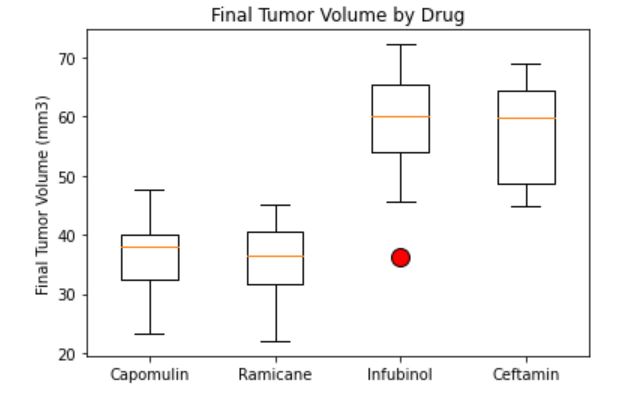 Final Tumor Volume by Drug
Final Tumor Volume (mm3)
70
60
50
40
30
20
Capomulin Ramicane Infubinol Ceftamin